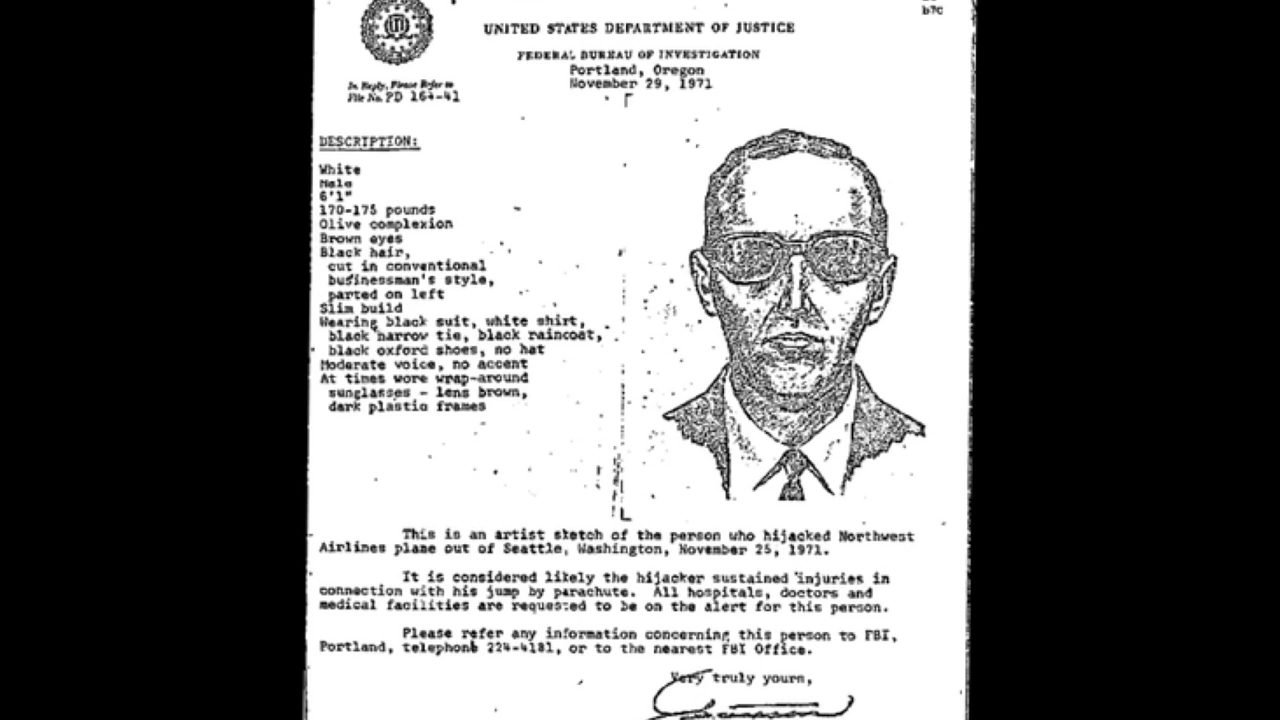 b7C
UNITED STATES DEPARTMENT OF JUSTICE
FEDERAL BUREAU OF INVESTIGATION
Portland, Oregon
November 29, 1971
In Reply, Please Refer to
File No. PD 164-41
DESCRIPTION:
White
Male
6'1"
170-175 pounds
Olive complexion
Brown eyes
Black hair,
cut in conventional
businessman's style,
parted on left
Slim build
Wearing black suit, white shirt,
black narrow tie, black raincoat,
black oxford shoes, no hat
Moderate voice, no accent
At times wore wrap-around
sunglasses - lens brown,
dark plastic frames
This is an artist sketch of the person who hijacked Northwest
Airlines plane out of Seattle, Washington, November 25, 1971.
It is considered likely the hijacker sustained injuries in
connection with his jump by parachute. All hospitals, doctors and
medical facilities are requested to be on the alert for this person.
Please refer any information concerning this person to FBI,
Portland, telephone 224-4181, or to the nearest FBI Office.
Very truly yours,